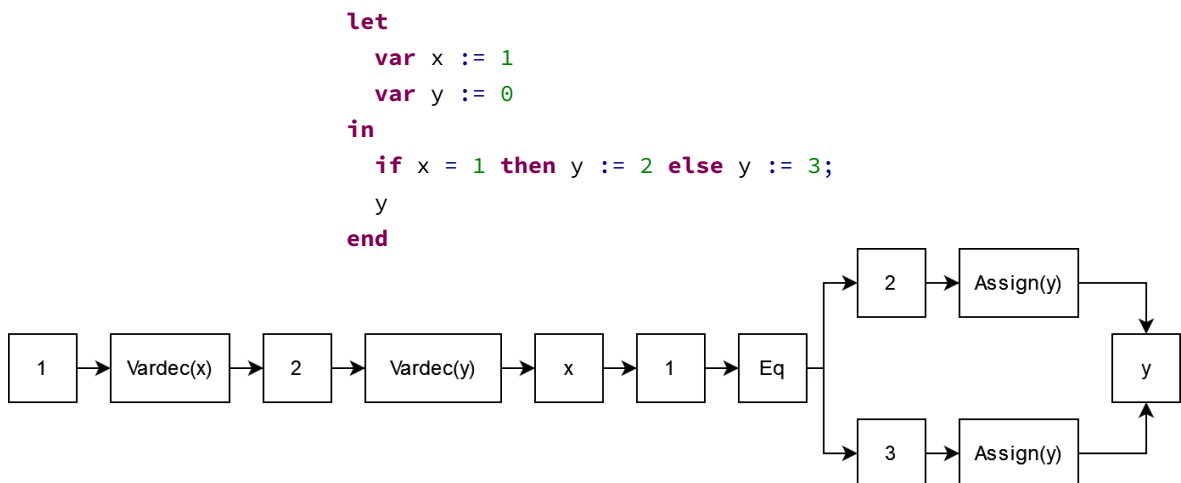 let
var x := 1
var y := 0
in
if x = 1 then y := 2 else y := 3;
y
end
2 Assign(y)
1 Vardec(x) 2 Vardec(y) x 1 Eq y
3 Assign(y)